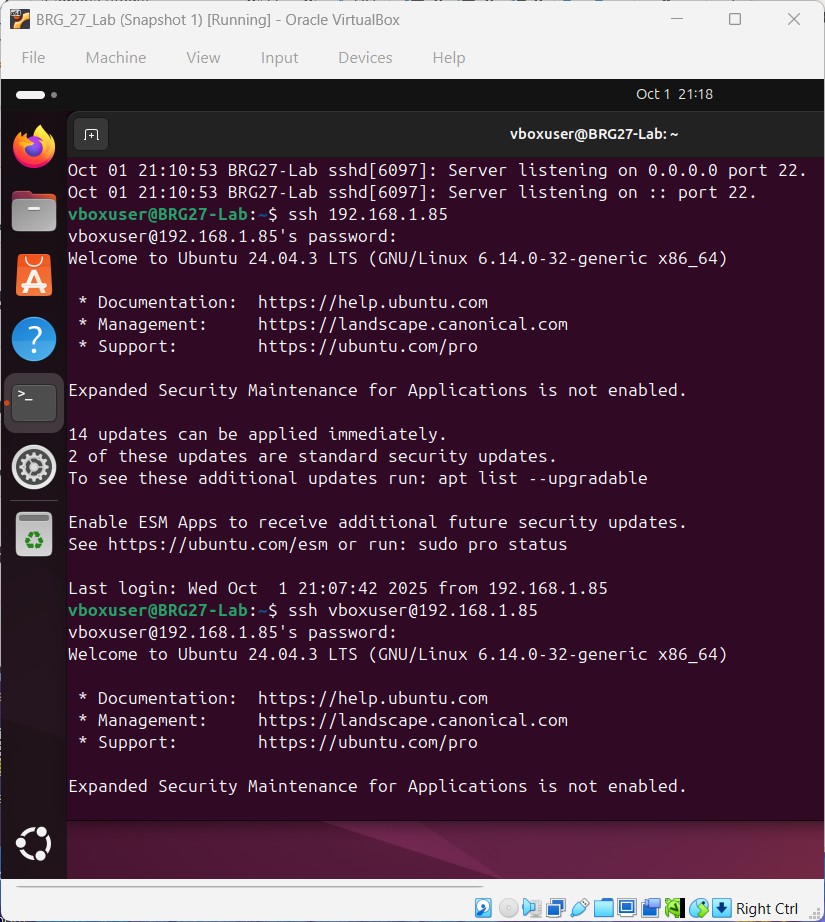 BRG_27_Lab (Snapshot 1) [Running] - Oracle VirtualBox
File Machine View Input Devices Help
Oct 1 21:18
vboxuser@BRG27-Lab: ~
Oct 01 21:10:53 BRG27-Lab sshd[6097]: Server listening on 0.0.0.0 port 22.
Oct 01 21:10:53 BRG27-Lab sshd[6097]: Server listening on :: port 22.
vboxuser@BRG27-Lab:~$ ssh 192.168.1.85
vboxuser@192.168.1.85's password:
Welcome to Ubuntu 24.04.3 LTS (GNU/Linux 6.14.0-32-generic x86_64)
* Documentation: https://help.ubuntu.com
* Management: https://landscape.canonical.com
* Support: https://ubuntu.com/pro
Expanded Security Maintenance for Applications is not enabled.
14 updates can be applied immediately.
2 of these updates are standard security updates.
To see these additional updates run: apt list --upgradable
Enable ESM Apps to receive additional future security updates.
See https://ubuntu.com/esm or run: sudo pro status
Last login: Wed Oct  1 21:07:42 2025 from 192.168.1.85
vboxuser@BRG27-Lab:~$ ssh vboxuser@192.168.1.85
vboxuser@192.168.1.85's password:
Welcome to Ubuntu 24.04.3 LTS (GNU/Linux 6.14.0-32-generic x86_64)
* Documentation: https://help.ubuntu.com
* Management: https://landscape.canonical.com
* Support: https://ubuntu.com/pro
Expanded Security Maintenance for Applications is not enabled.
Right Ctrl